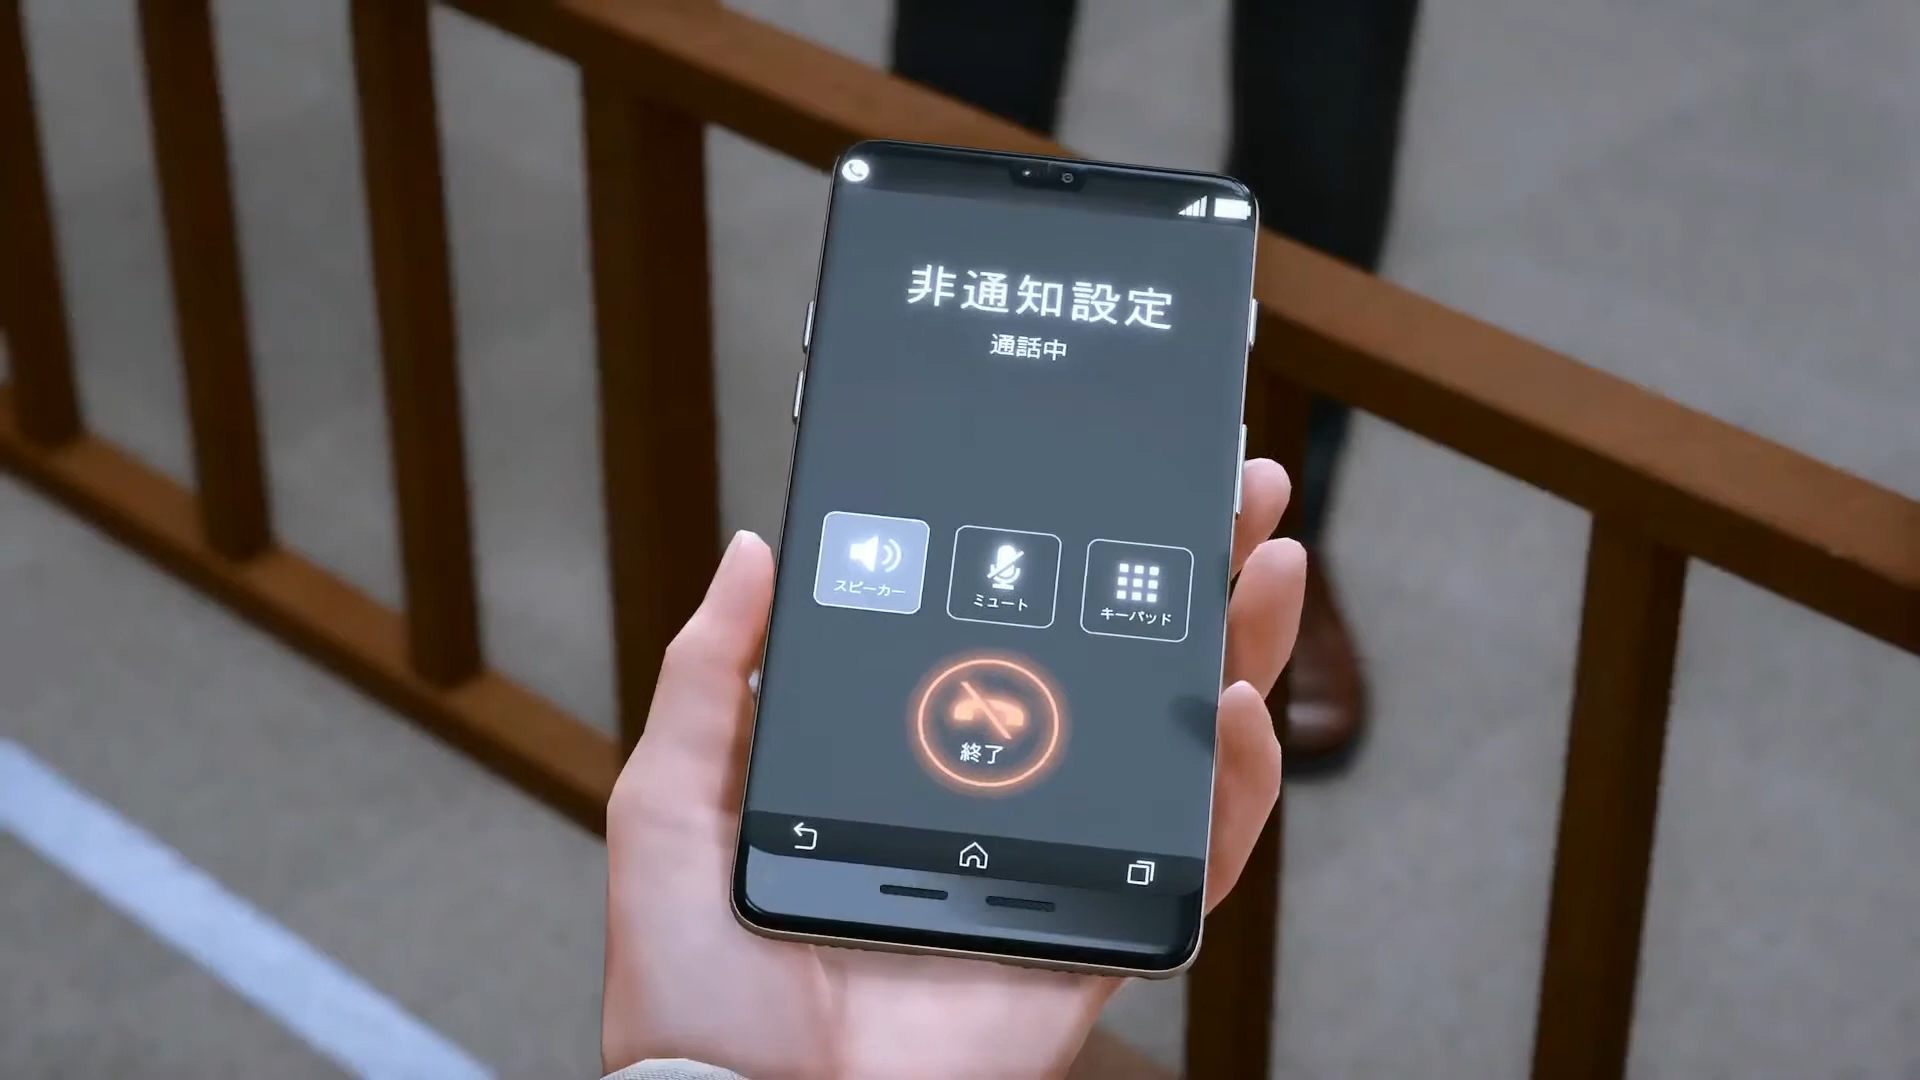 非通知設定
通話中
スピーカー
ミュート
キーパッド
終了